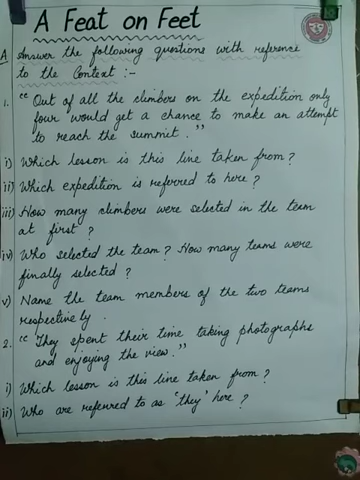 A Feat on Feet
A Answer the following questions with reference
to the Context :-
1. "Out of all the climbers on the expedition only
four would get a chance to make an attempt
to reach the summit."
i) Which lesson is this line taken from?
ii) Which expedition is referred to here?
iii) How many climbers were selected in the team
at first?
iv) Who selected the team? How many teams were
finally selected?
v) Name the team members of the two teams
respectively.
2. "They spent their time taking photographs
and enjoying the view."
i) Which lesson is this line taken from?
ii) Who are referred to as 'they' here?